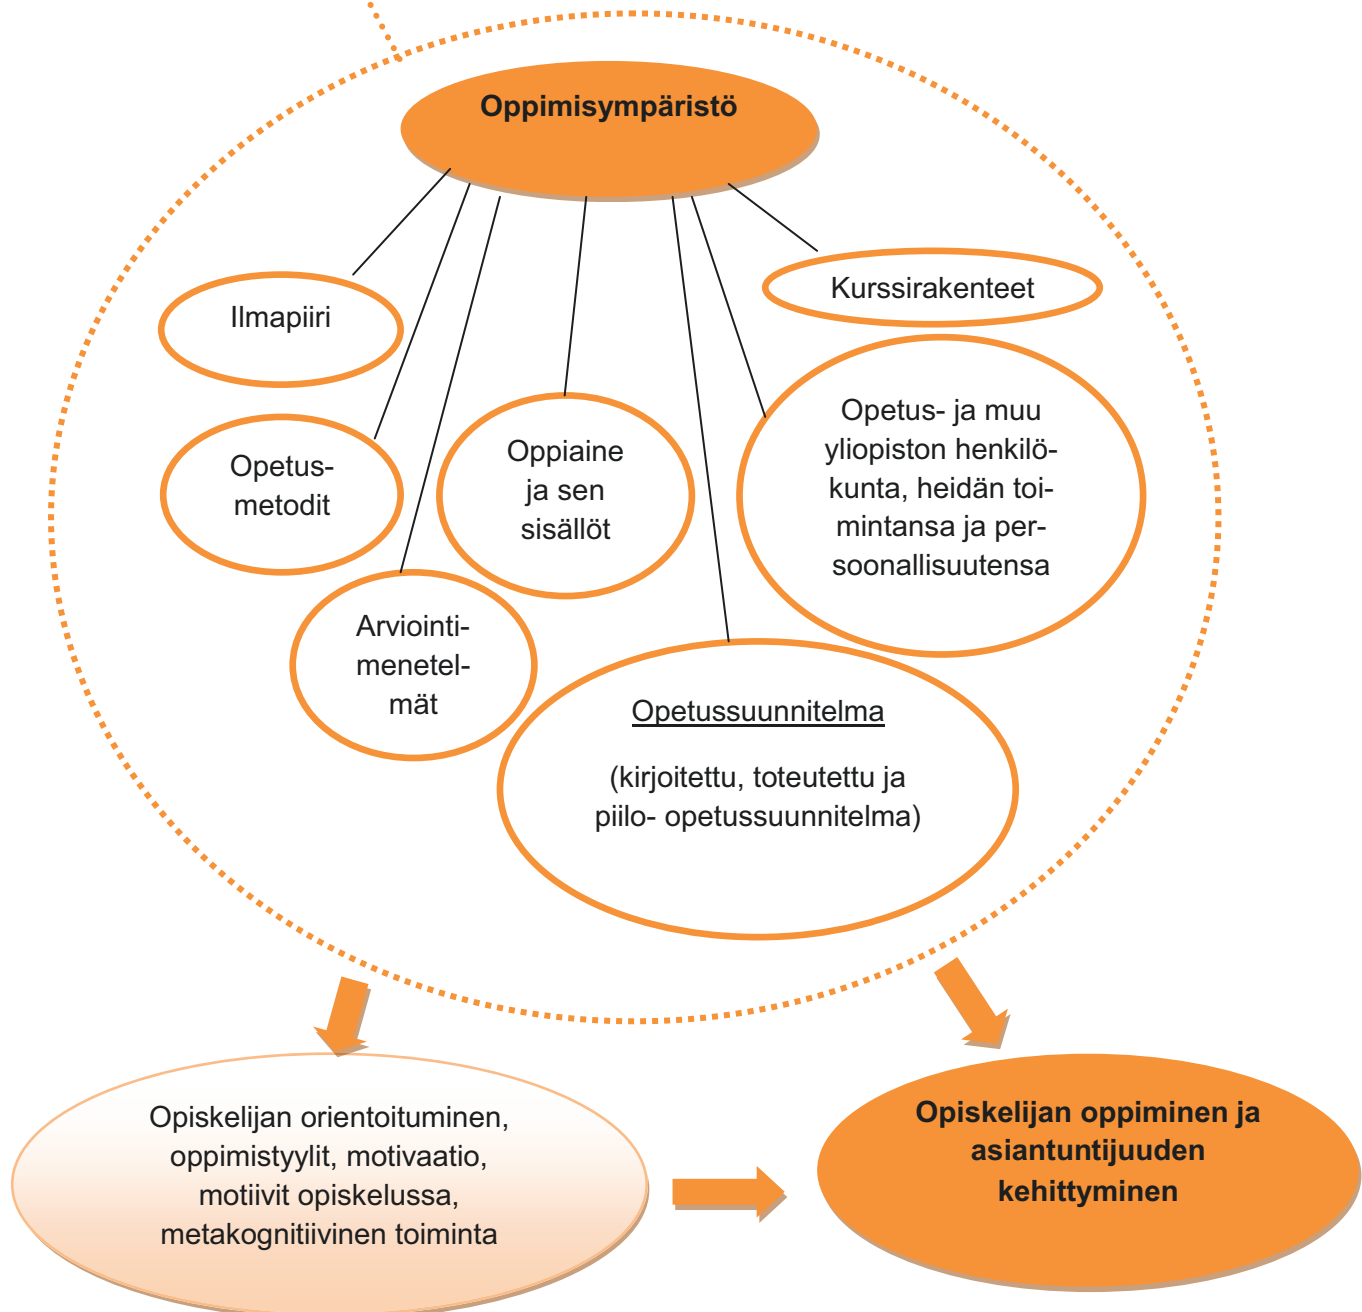 Oppimisympäristö
Kurssirakenteet
Ilmapiiri
Opetus- ja muu
yliopiston henkilö-
kunta, heidän toi-
mintansa ja per-
soonallisuutensa
Opetus-
metodit
Oppiaine
ja sen
sisällöt
Arviointi-
menetel-
mät
Opetussuunnitelma
(kirjoitettu, toteutettu ja
piilo- opetussuunnitelma)
Opiskelijan orientoituminen,
oppimistyylit, motivaatio,
motiivit opiskelussa,
metakognitiivinen toiminta
Opiskelijan oppiminen ja
asiantuntijuuden
kehittyminen